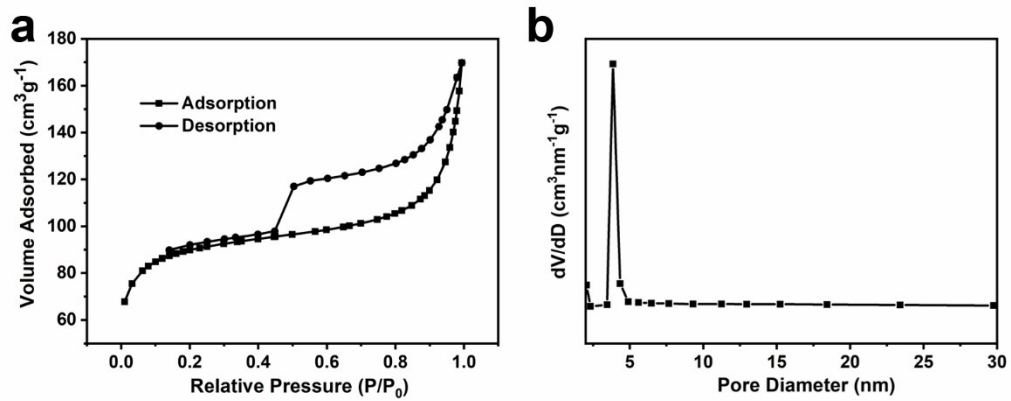 a
180
160
140
120
100
80
60
Volume Adsorbed (cm³g⁻¹)
Adsorption
Desorption
0.0 0.2 0.4 0.6 0.8 1.0
Relative Pressure (P/P₀)
b
dV/dD (cm³nm⁻¹g⁻¹)
5 10 15 20 25 30
Pore Diameter (nm)